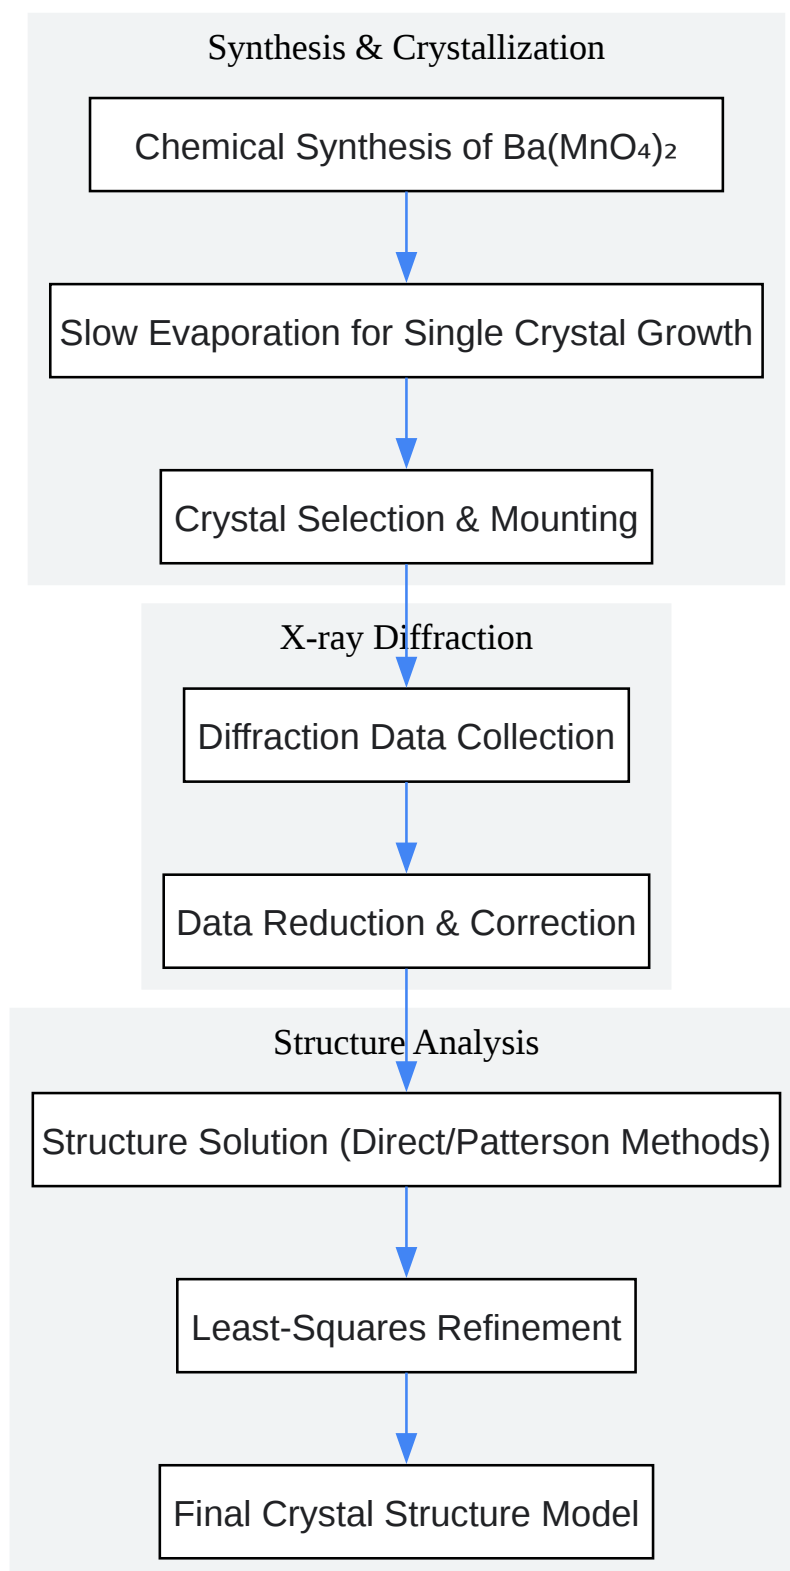 Synthesis & Crystallization
Chemical Synthesis of Ba(MnO₄)₂
Slow Evaporation for Single Crystal Growth
Crystal Selection & Mounting
X-ray Diffraction
Diffraction Data Collection
Data Reduction & Correction
Structure Analysis
Structure Solution (Direct/Patterson Methods)
Least-Squares Refinement
Final Crystal Structure Model